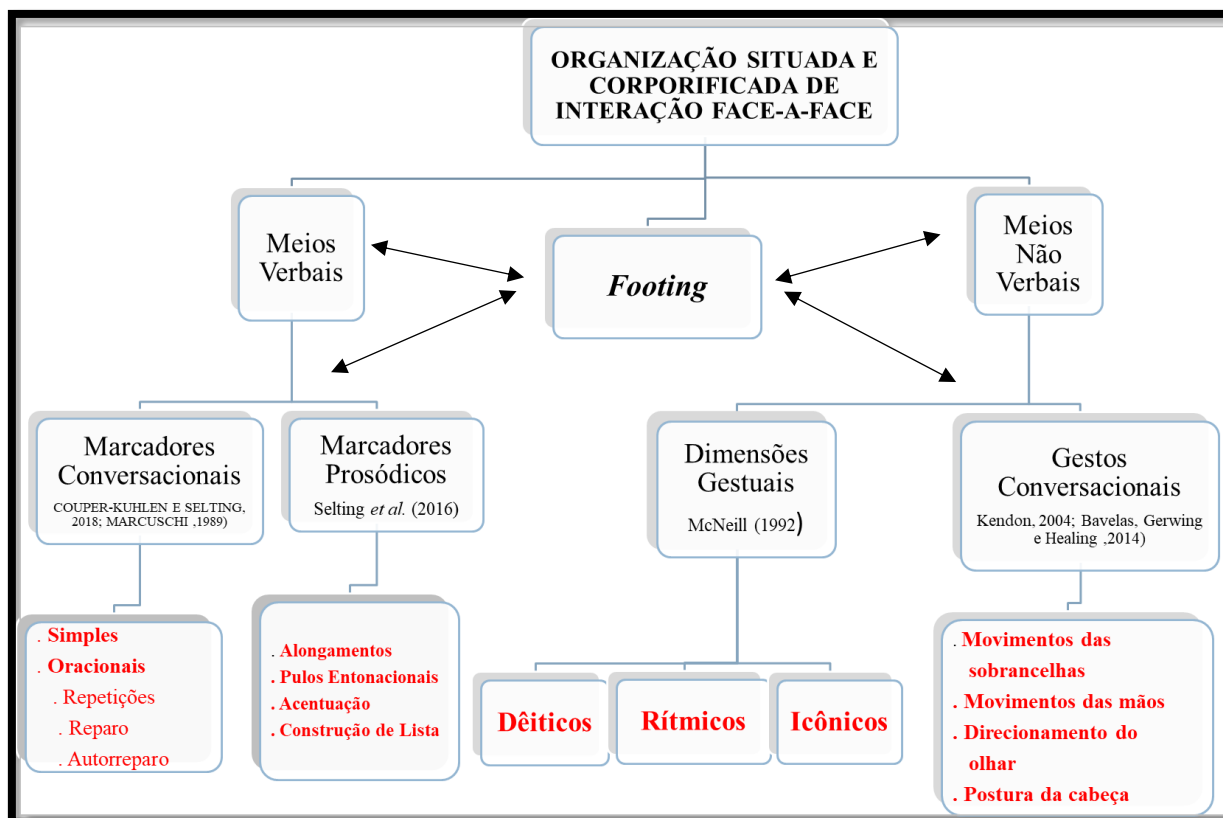 ORGANIZAÇÃO SITUADA E
CORPORIFICADA DE
INTERAÇÃO FACE-A-FACE
Meios
Verbais
Footing
Meios
Não
Verbais
Marcadores
Conversacionais
COUPER-KUHLEN E SELTING,
2018; MARCUSCHI ,1989)
Marcadores
Prosódicos
Selting et al. (2016)
Dimensões
Gestuais
McNeill (1992)
Gestos
Conversacionais
Kendon, 2004; Bavelas, Gerwing
e Healing ,2014)
. Simples
. Oracionais
. Repetições
. Reparo
. Autorreparo
. Alongamentos
. Pulos Entonacionais
. Acentuação
. Construção de Lista
Dêiticos
Rítmicos
Icônicos
. Movimentos das
sobrancelhas
. Movimentos das mãos
. Direcionamento do
olhar
. Postura da cabeça